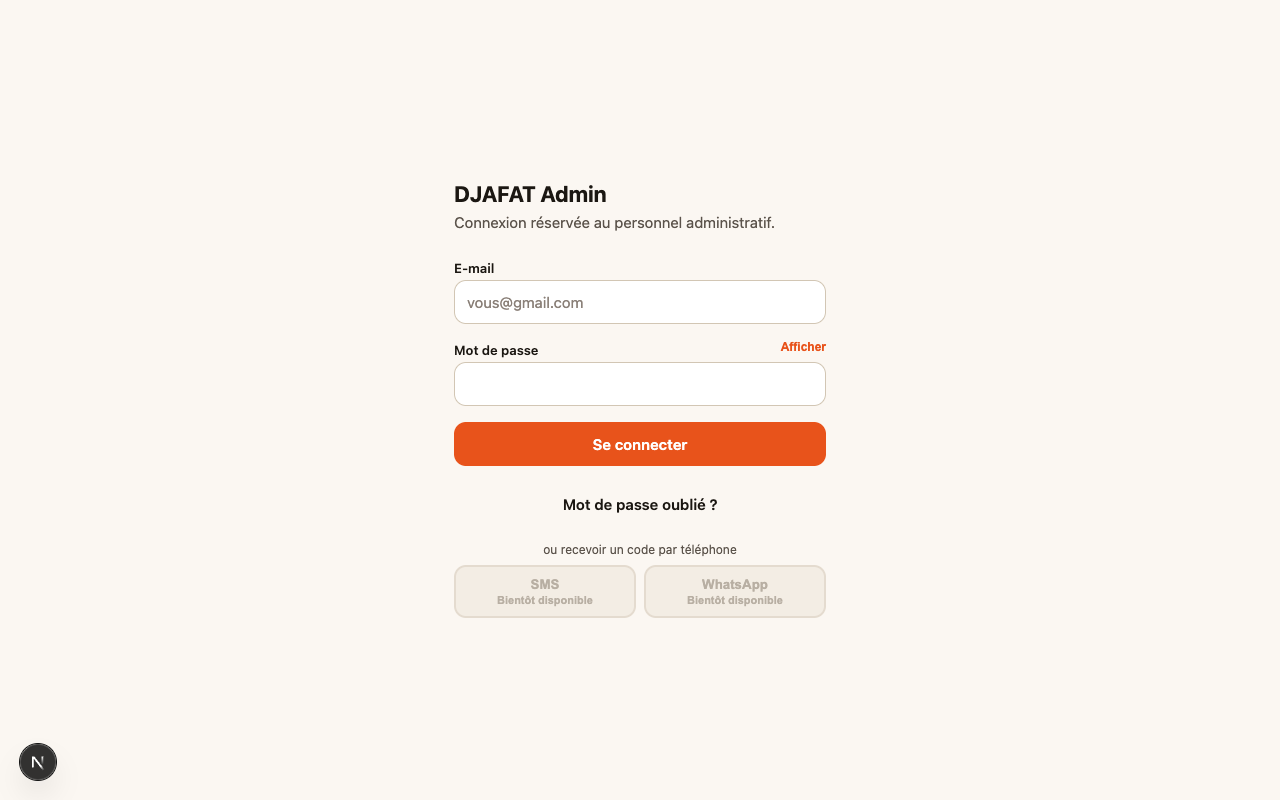 DJAFAT Admin
Connexion réservée au personnel administratif.
E-mail
vous@gmail.com
Mot de passe
Afficher
Se connecter
Mot de passe oublié ?
ou recevoir un code par téléphone
SMS
Bientôt disponible
WhatsApp
Bientôt disponible
N